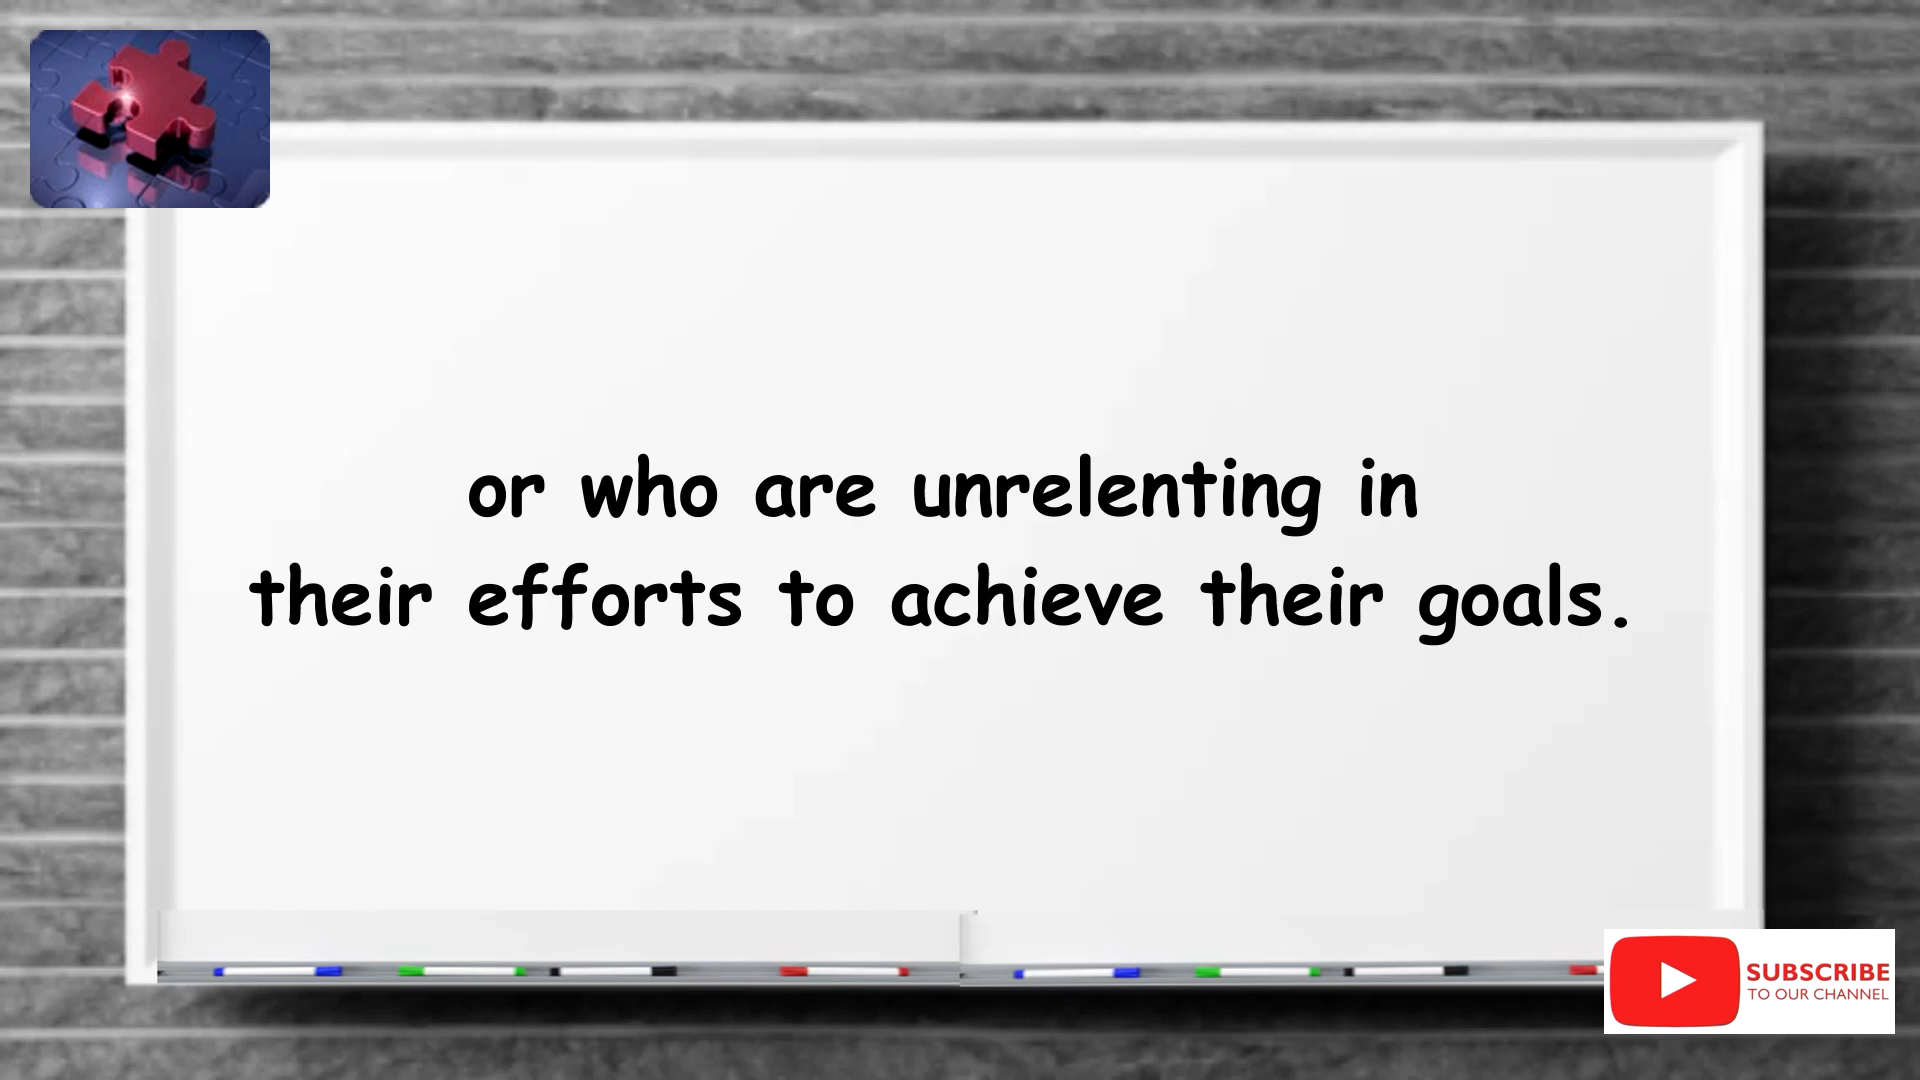 or who are unrelenting in
their efforts to achieve their goals.
SUBSCRIBE
TO OUR CHANNEL